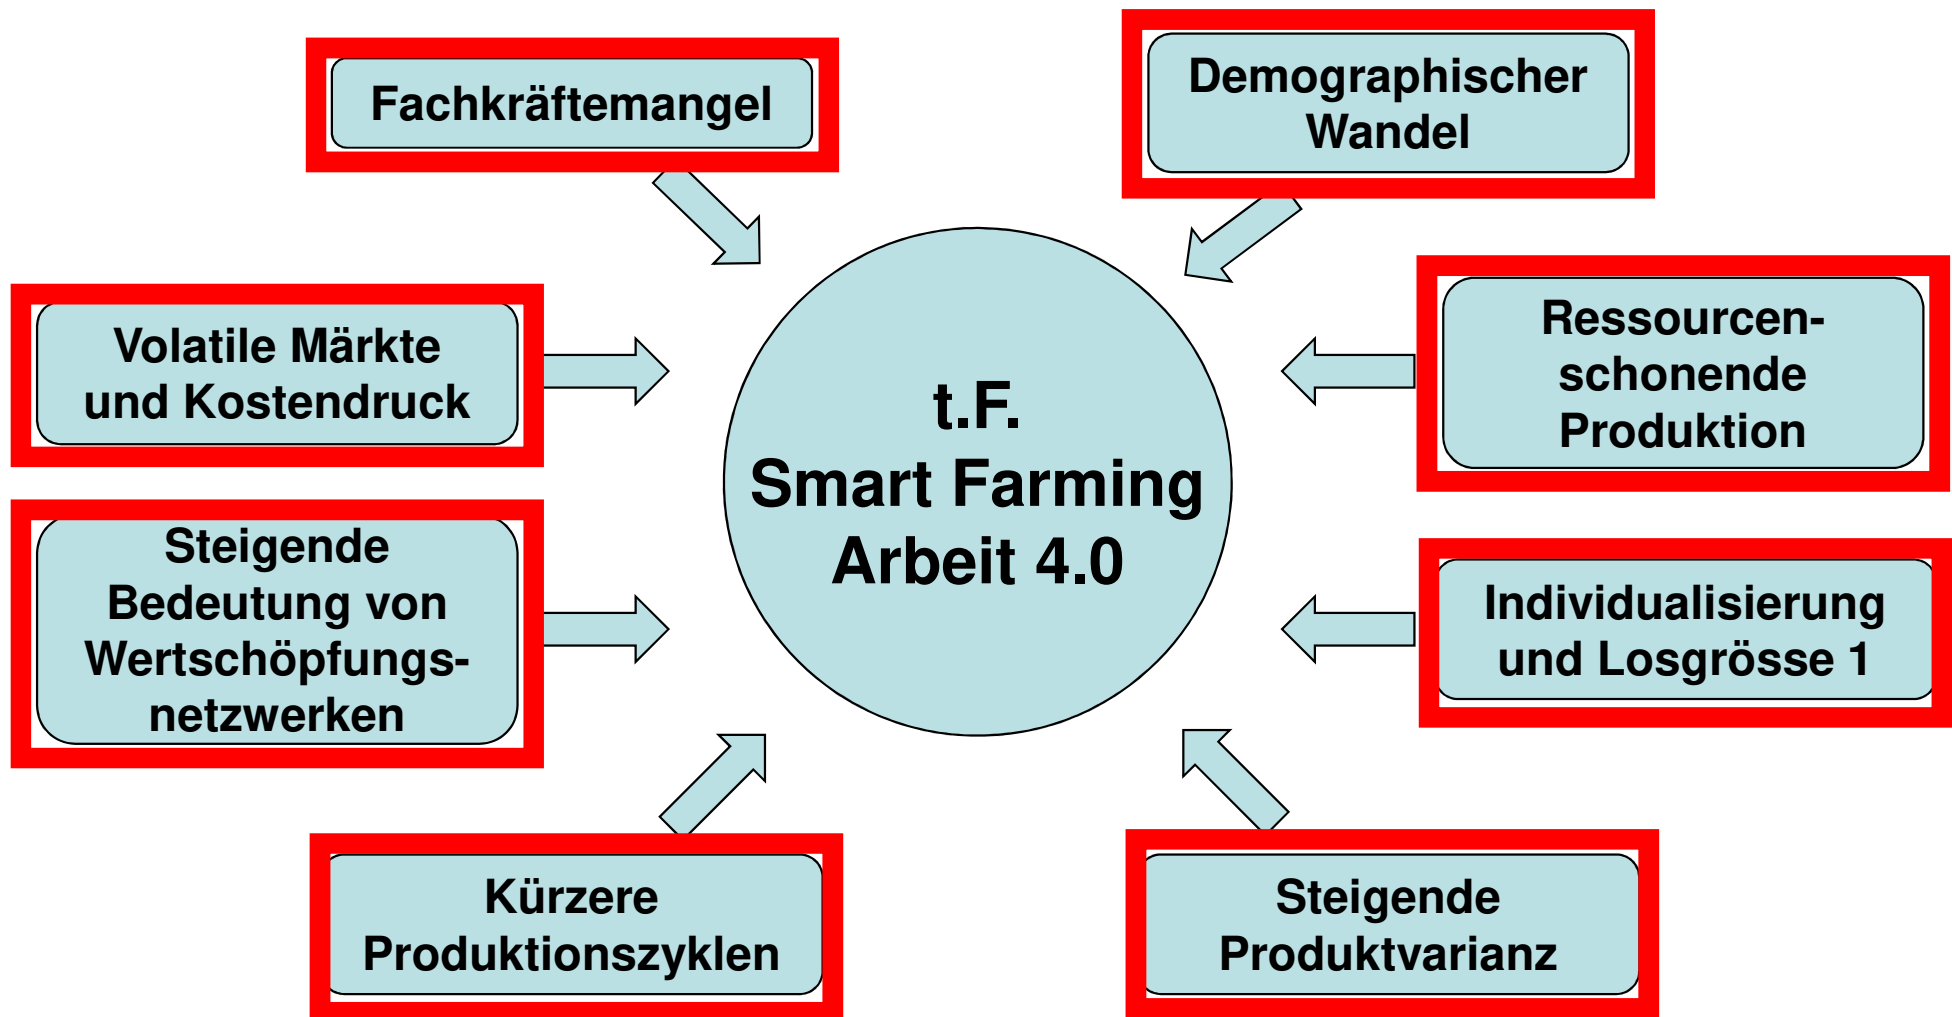 Fachkräftemangel
Demographischer
Wandel
Volatile Märkte
und Kostendruck
Ressourcen-
schonende
Produktion
t.F.
Smart Farming
Arbeit 4.0
Steigende
Bedeutung von
Wertschöpfungs-
netzwerken
Individualisierung
und Losgrösse 1
Kürzere
Produktionszyklen
Steigende
Produktvarianz